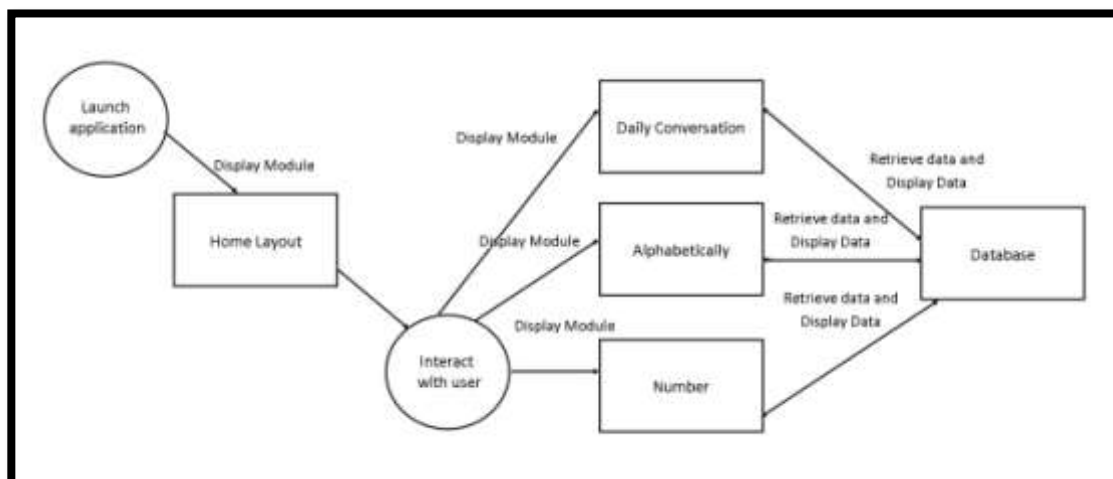 Launch
application
Display Module
Home Layout
Interact
with user
Display Module
Display Module
Display Module
Daily Conversation
Alphabetically
Number
Retrieve data and
Display Data
Retrieve data and
Display Data
Retrieve data and
Display Data
Database